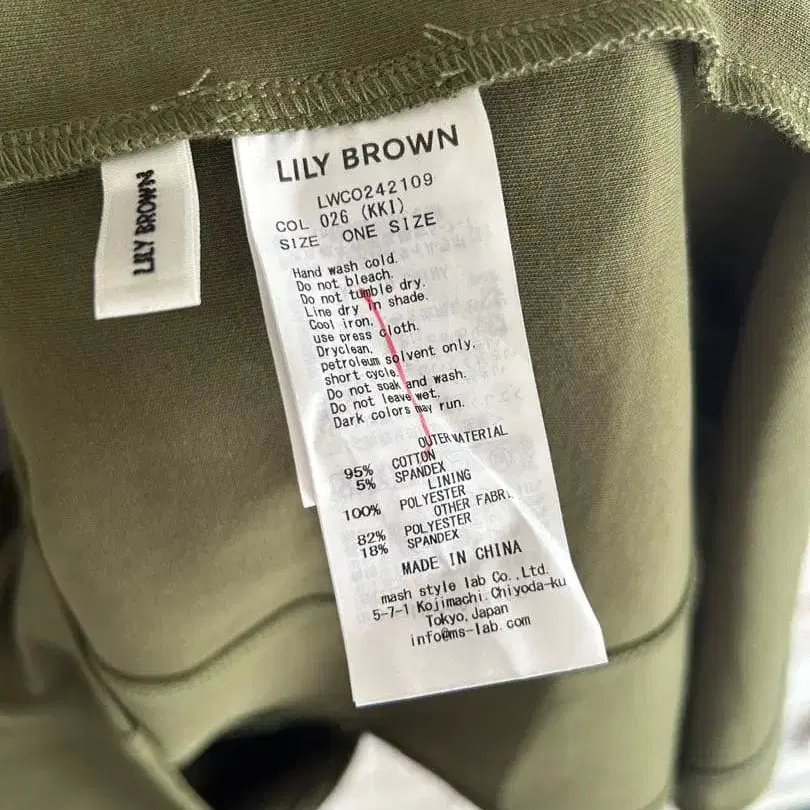 LILY BROWN
LILY BROWN
LWCO242109
COL 026 (KKI)
SIZE ONE SIZE
Hand wash cold.
Do not bleach.
Do not tumble dry.
Line dry in shade.
Cool iron.
use press cloth.
Dryclean,
petroleum solvent only.
short cycle.
Do not soak and wash.
Do not leave wet.
Dark colors may run.
OUTER MATERIAL
95% COTTON
5% SPANDEX
LINING
100% POLYESTER
OTHER FABRI
82% POLYESTER
18% SPANDEX
MADE IN CHINA
mash style lab Co.,Ltd.
5-7-1 Kojimachi,Chiyoda-ku
Tokyo,Japan
info@ms-lab.com